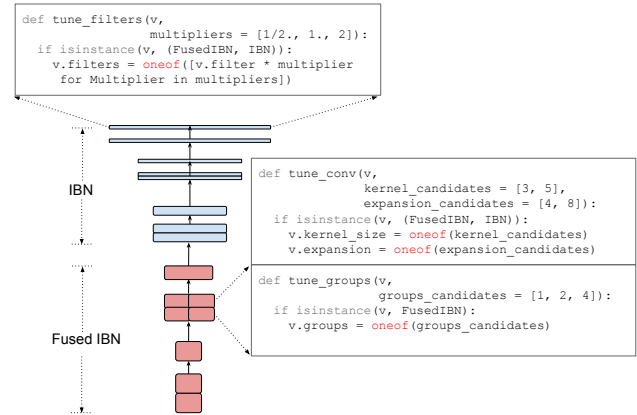 def tune_filters(v,
multipliers = [1/2., 1., 2]):
if isinstance(v, (FusedIBN, IBN)):
v.filters = oneof([v.filter * multiplier
for Multiplier in multipliers])
IBN
def tune_conv(v,
kernel_candidates = [3, 5],
expansion_candidates = [4, 8]):
if isinstance(v, (FusedIBN, IBN)):
v.kernel_size = oneof(kernel_candidates)
v.expansion = oneof(expansion_candidates)
def tune_groups(v,
groups_candidates = [1, 2, 4]):
if isinstance(v, FusedIBN):
v.groups = oneof(groups_candidates)
Fused IBN